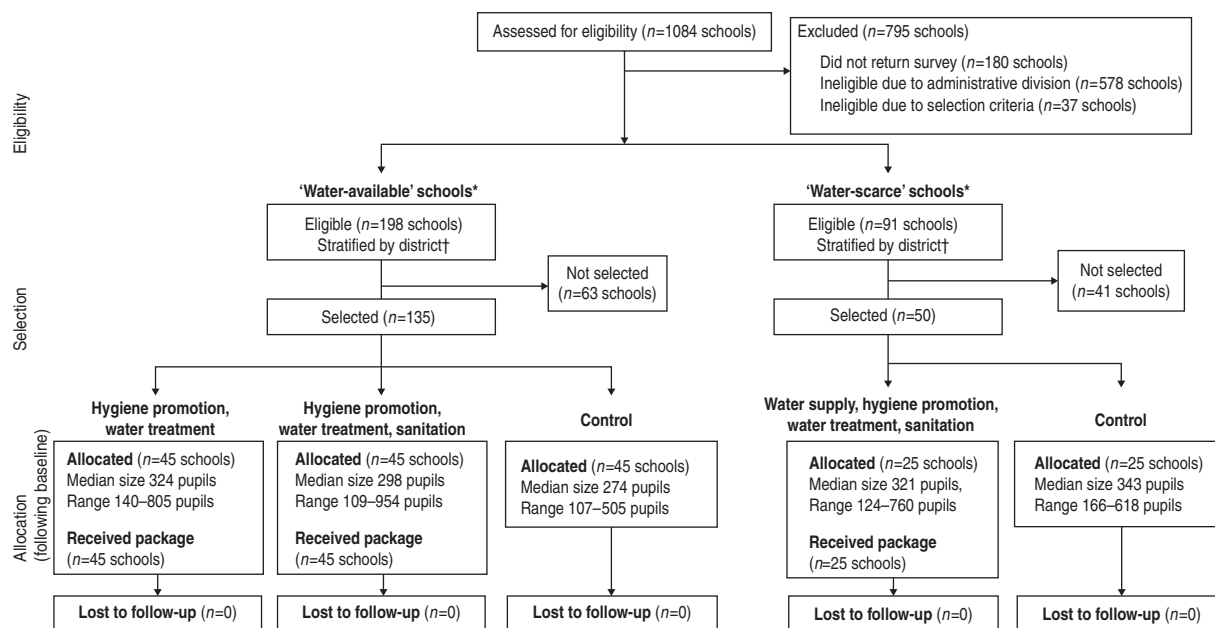 Assessed for eligibility (n=1084 schools)
Excluded (n=795 schools)
Did not return survey (n=180 schools)
Ineligible due to administrative division (n=578 schools)
Ineligible due to selection criteria (n=37 schools)
Eligibility
‘Water-available’ schools*
Eligible (n=198 schools)
Stratified by district†
Not selected
(n=63 schools)
Selected (n=135)
‘Water-scarce’ schools*
Eligible (n=91 schools)
Stratified by district†
Not selected
(n=41 schools)
Selected (n=50)
Selection
Hygiene promotion,
water treatment
Allocated (n=45 schools)
Median size 324 pupils
Range 140–805 pupils
Received package
(n=45 schools)
Lost to follow-up (n=0)
Hygiene promotion,
water treatment, sanitation
Allocated (n=45 schools)
Median size 298 pupils
Range 109–954 pupils
Received package
(n=45 schools)
Lost to follow-up (n=0)
Control
Allocated (n=45 schools)
Median size 274 pupils
Range 107–505 pupils
Lost to follow-up (n=0)
Water supply, hygiene promotion,
water treatment, sanitation
Allocated (n=25 schools)
Median size 321 pupils,
Range 124–760 pupils
Received package
(n=25 schools)
Lost to follow-up (n=0)
Control
Allocated (n=25 schools)
Median size 343 pupils
Range 166–618 pupils
Lost to follow-up (n=0)
Allocation
(following baseline)